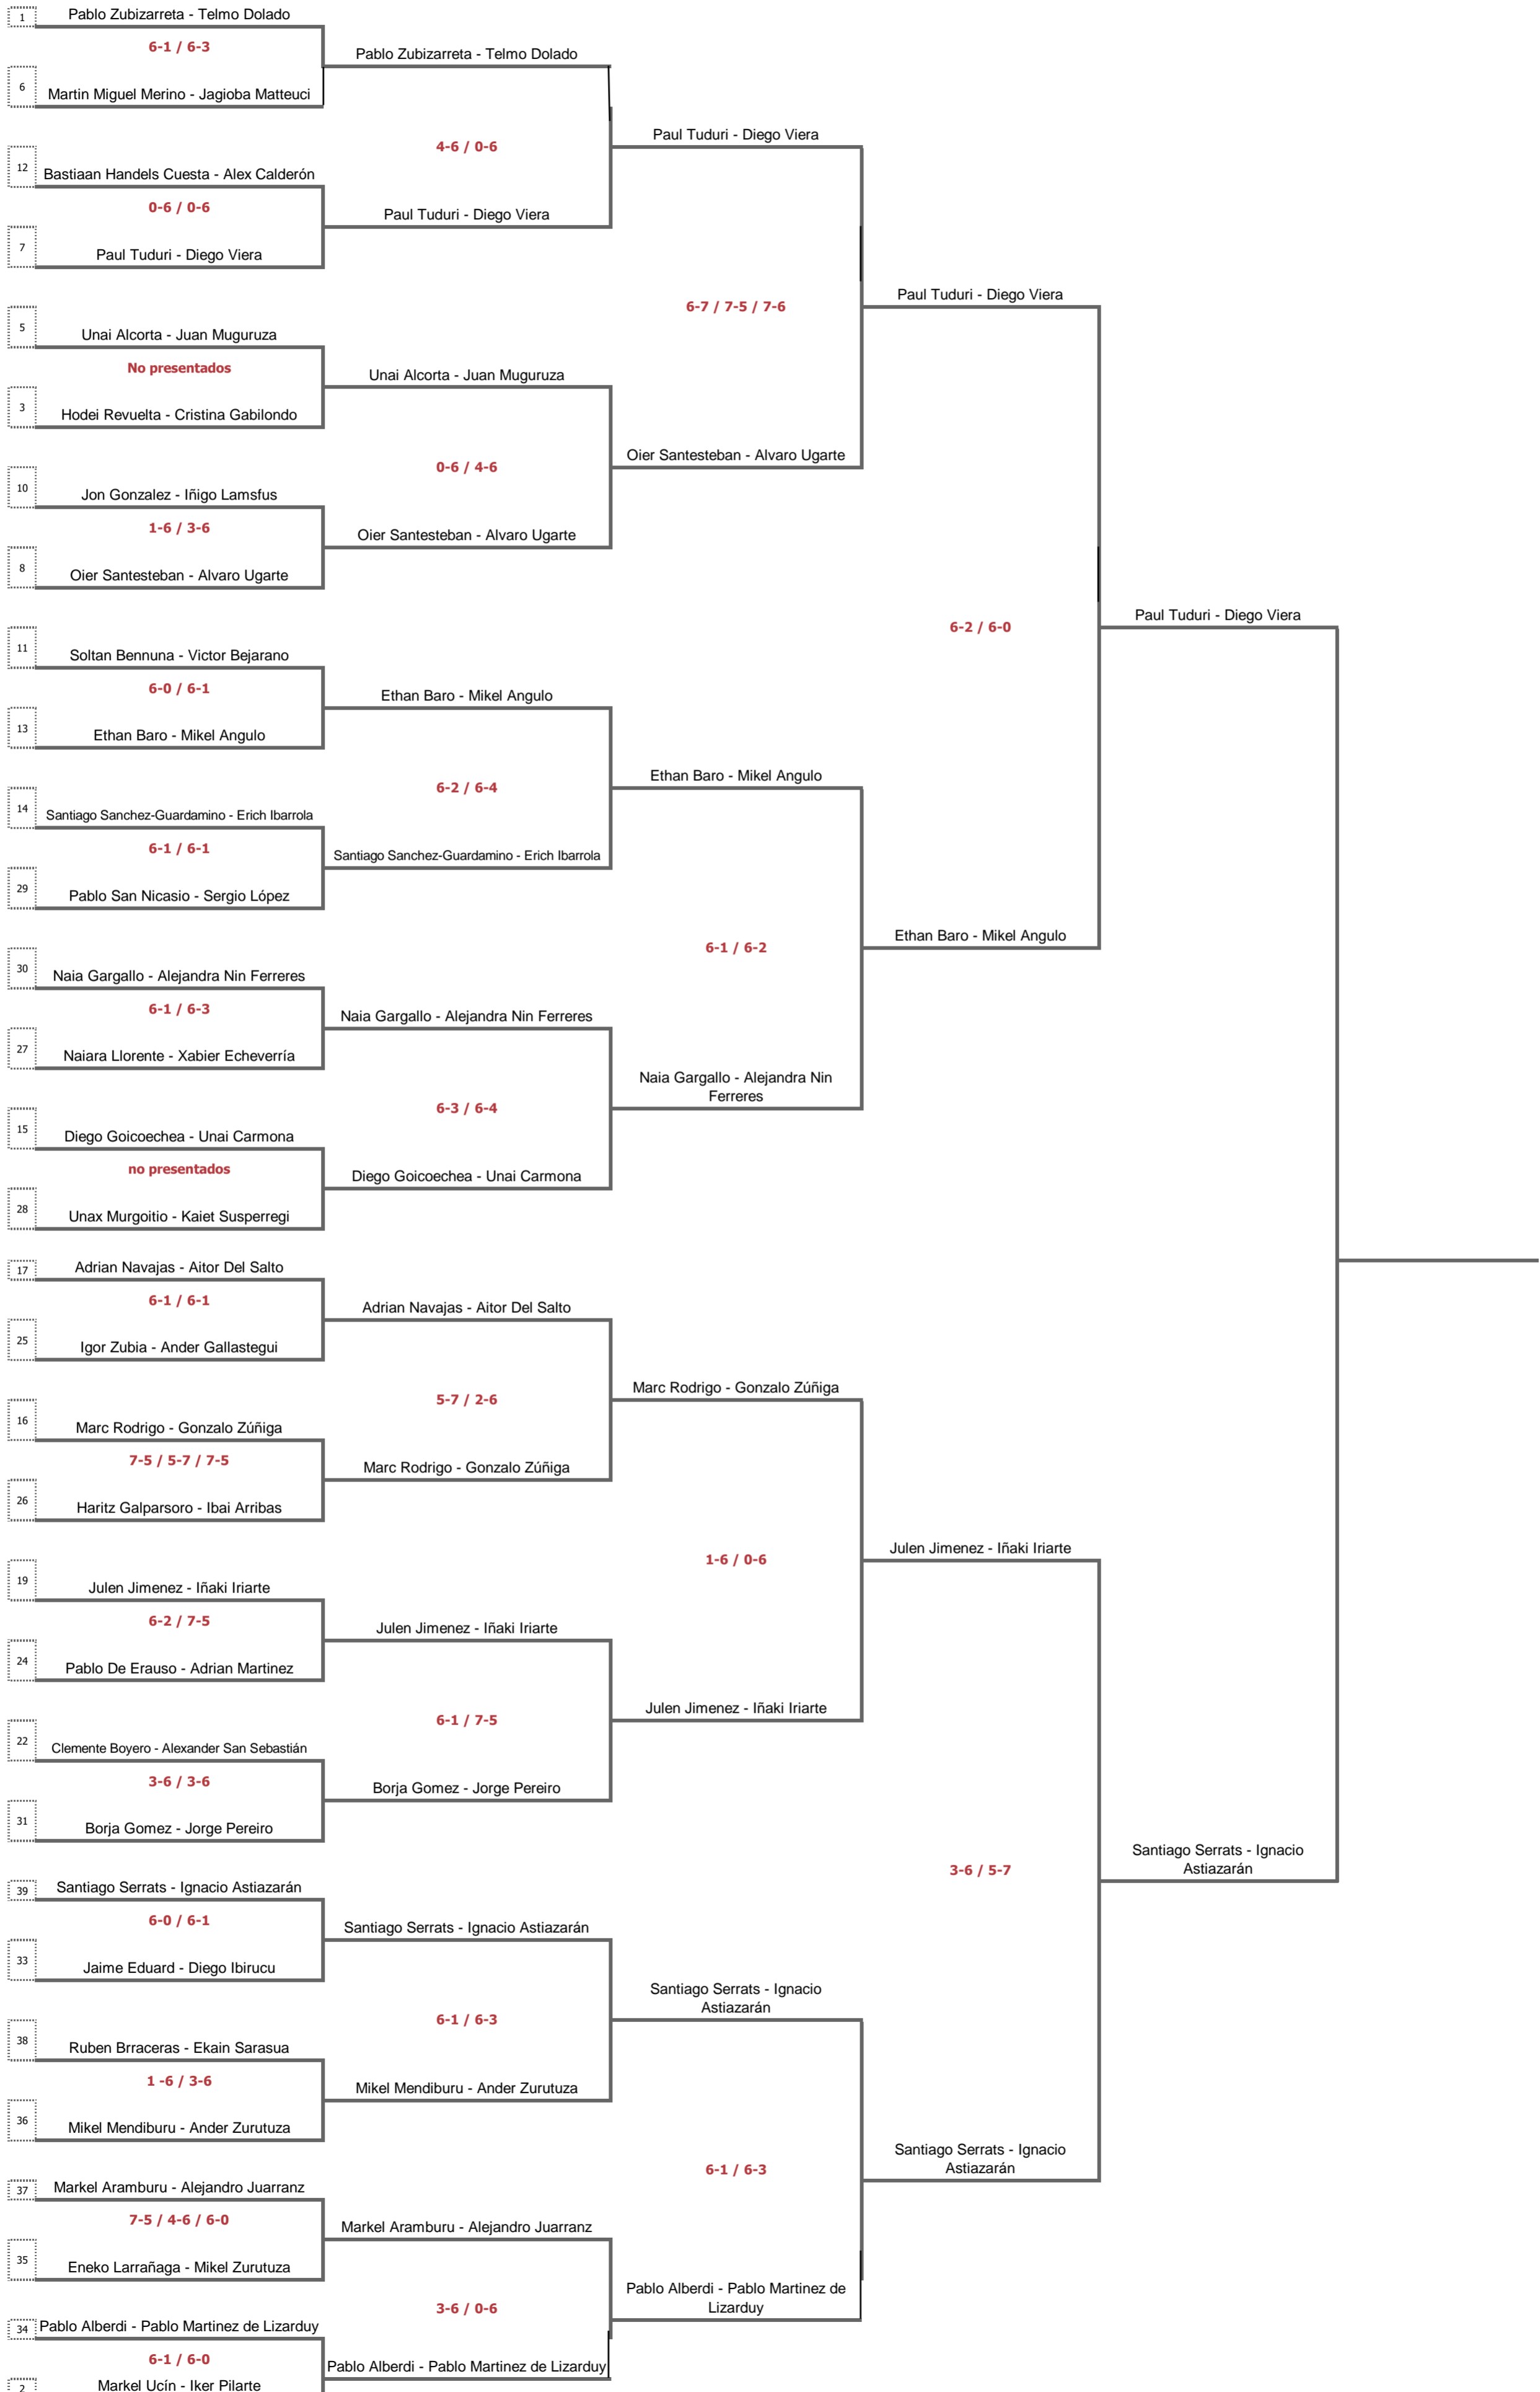 1
Pablo Zubizarreta - Telmo Dolado
6-1 / 6-3
Pablo Zubizarreta - Telmo Dolado
6
Martin Miguel Merino - Jagioba Matteuci
4-6 / 0-6
Paul Tuduri - Diego Viera
12
Bastiaan Handels Cuesta - Alex Calderón
0-6 / 0-6
Paul Tuduri - Diego Viera
7
Paul Tuduri - Diego Viera
6-7 / 7-5 / 7-6
Paul Tuduri - Diego Viera
5
Unai Alcorta - Juan Muguruza
No presentados
Unai Alcorta - Juan Muguruza
3
Hodei Revuelta - Cristina Gabilondo
0-6 / 4-6
Oier Santesteban - Alvaro Ugarte
10
Jon Gonzalez - Iñigo Lamsfus
1-6 / 3-6
Oier Santesteban - Alvaro Ugarte
8
Oier Santesteban - Alvaro Ugarte
6-2 / 6-0
Paul Tuduri - Diego Viera
11
Soltan Bennuna - Victor Bejarano
6-0 / 6-1
Ethan Baro - Mikel Angulo
13
Ethan Baro - Mikel Angulo
6-2 / 6-4
Ethan Baro - Mikel Angulo
14
Santiago Sanchez-Guardamino - Erich Ibarrola
6-1 / 6-1
Santiago Sanchez-Guardamino - Erich Ibarrola
29
Pablo San Nicasio - Sergio López
6-1 / 6-2
Ethan Baro - Mikel Angulo
30
Naia Gargallo - Alejandra Nin Ferreres
6-1 / 6-3
Naia Gargallo - Alejandra Nin Ferreres
27
Naiara Llorente - Xabier Echeverría
6-3 / 6-4
Naia Gargallo - Alejandra Nin
Ferreres
15
Diego Goicoechea - Unai Carmona
no presentados
Diego Goicoechea - Unai Carmona
28
Unax Murgoitio - Kaiet Susperregi
17
Adrian Navajas - Aitor Del Salto
6-1 / 6-1
Adrian Navajas - Aitor Del Salto
25
Igor Zubia - Ander Gallastegui
5-7 / 2-6
Marc Rodrigo - Gonzalo Zúñiga
16
Marc Rodrigo - Gonzalo Zúñiga
7-5 / 5-7 / 7-5
Marc Rodrigo - Gonzalo Zúñiga
26
Haritz Galparsoro - Ibai Arribas
1-6 / 0-6
Julen Jimenez - Iñaki Iriarte
19
Julen Jimenez - Iñaki Iriarte
6-2 / 7-5
Julen Jimenez - Iñaki Iriarte
24
Pablo De Erauso - Adrian Martinez
6-1 / 7-5
Julen Jimenez - Iñaki Iriarte
22
Clemente Boyero - Alexander San Sebastián
3-6 / 3-6
Borja Gomez - Jorge Pereiro
31
Borja Gomez - Jorge Pereiro
3-6 / 5-7
Santiago Serrats - Ignacio
Astiazarán
39
Santiago Serrats - Ignacio Astiazarán
6-0 / 6-1
Santiago Serrats - Ignacio Astiazarán
33
Jaime Eduard - Diego Ibirucu
6-1 / 6-3
Santiago Serrats - Ignacio
Astiazarán
38
Ruben Brraceras - Ekain Sarasua
1 -6 / 3-6
Mikel Mendiburu - Ander Zurutuza
36
Mikel Mendiburu - Ander Zurutuza
6-1 / 6-3
Santiago Serrats - Ignacio
Astiazarán
37
Markel Aramburu - Alejandro Juarranz
7-5 / 4-6 / 6-0
Markel Aramburu - Alejandro Juarranz
35
Eneko Larrañaga - Mikel Zurutuza
3-6 / 0-6
Pablo Alberdi - Pablo Martinez de
Lizarduy
34
Pablo Alberdi - Pablo Martinez de Lizarduy
6-1 / 6-0
Pablo Alberdi - Pablo Martinez de Lizarduy
2
Markel Ucín - Iker Pilarte